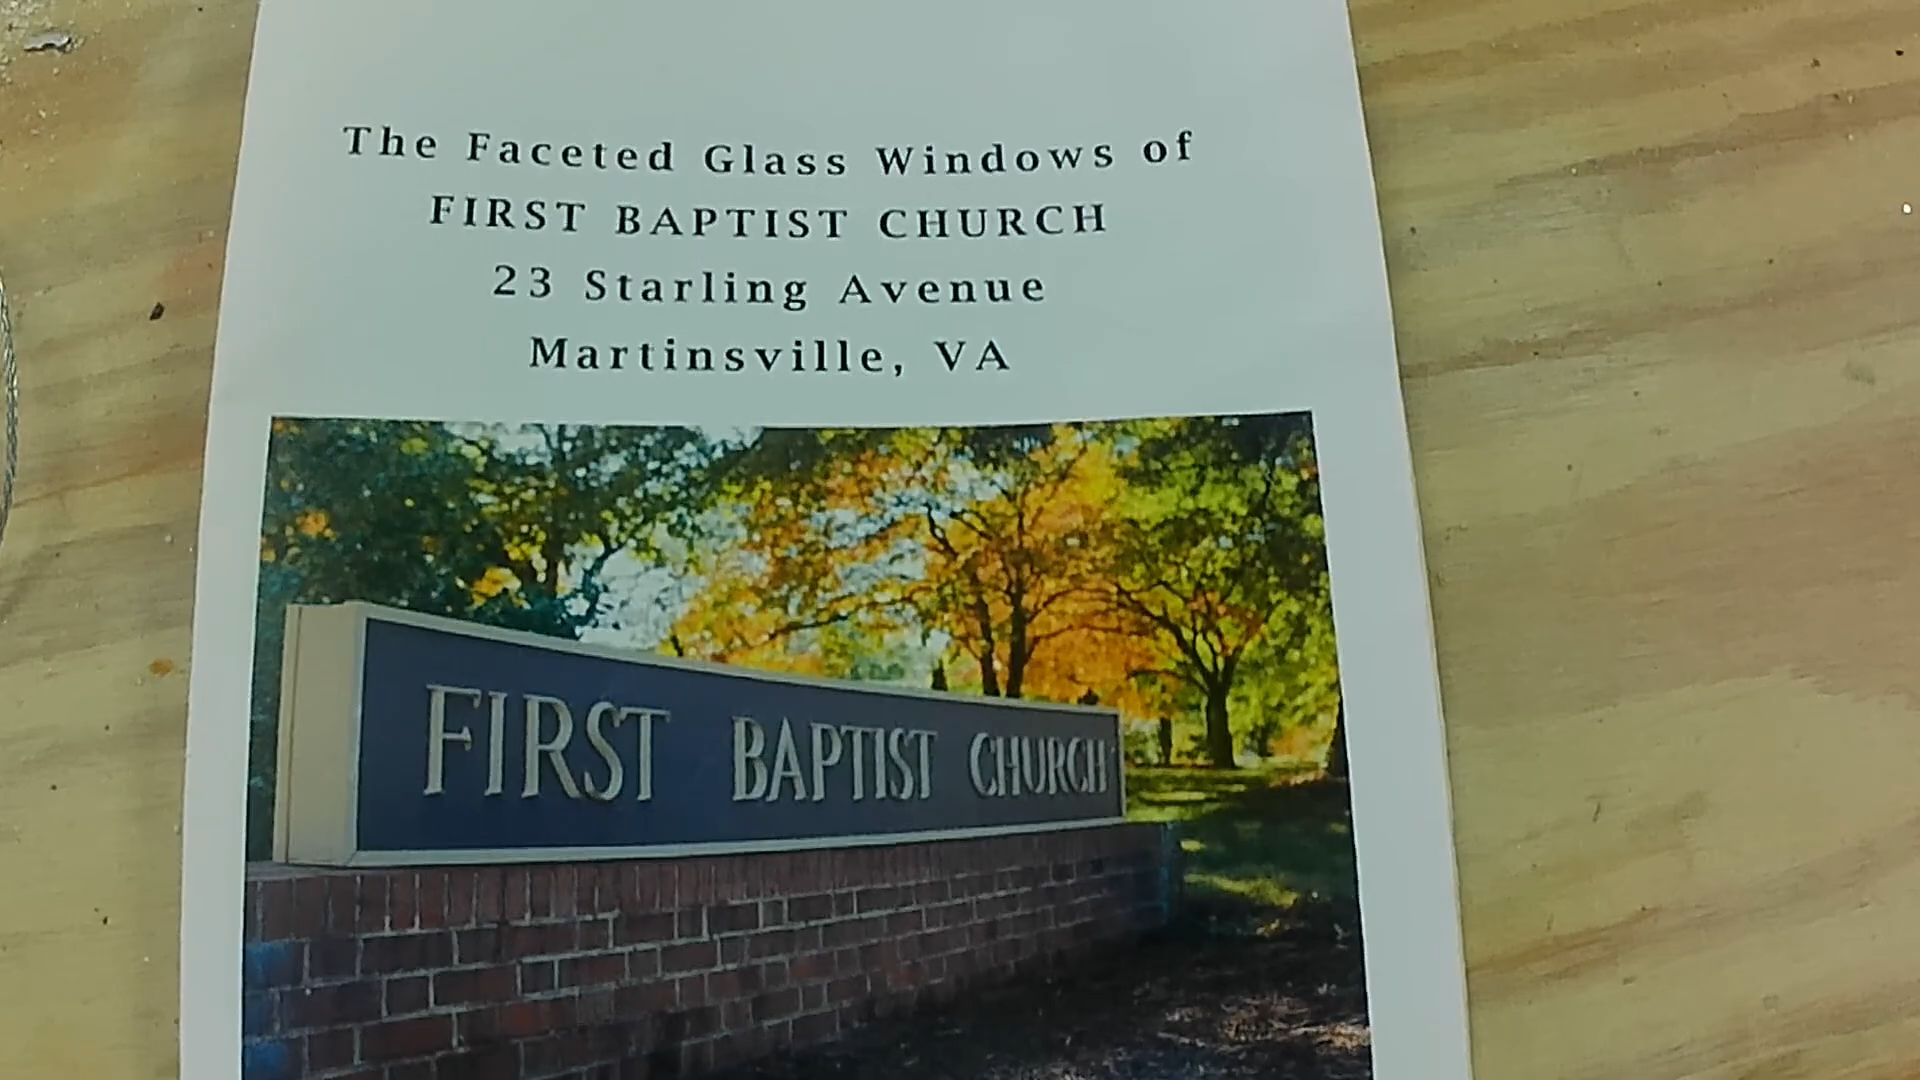 The Faceted Glass Windows of
FIRST BAPTIST CHURCH
23 Starling Avenue
Martinsville, VA
FIRST BAPTIST CHURCH